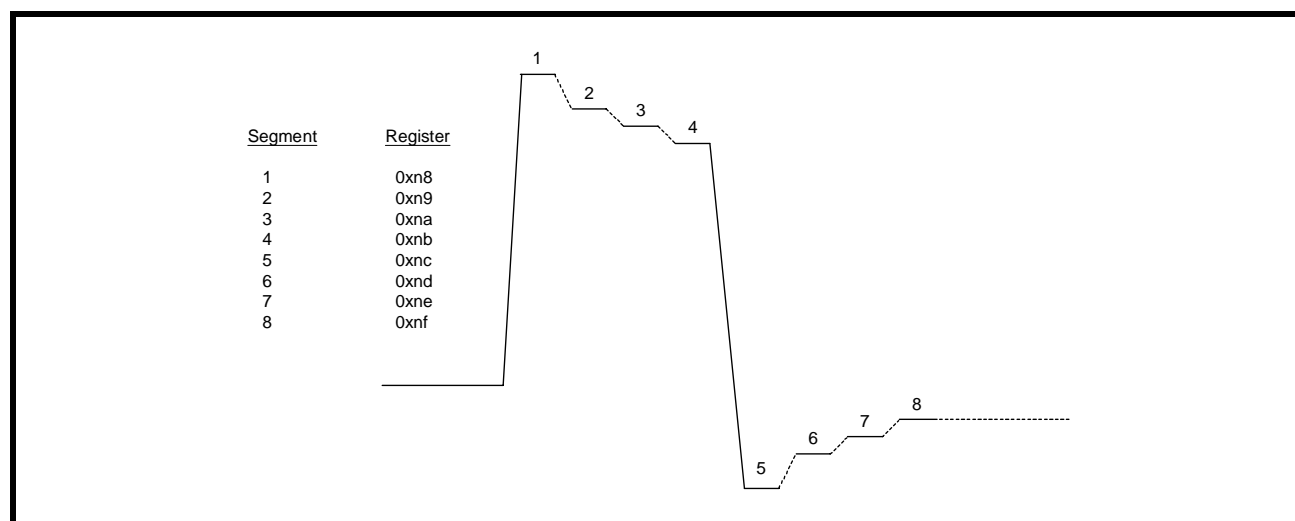 Segment Register
1 0xn8
2 0xn9
3 0xna
4 0xnb
5 0xnc
6 0xnd
7 0xne
8 0xnf
1
2
3
4
5
6
7
8